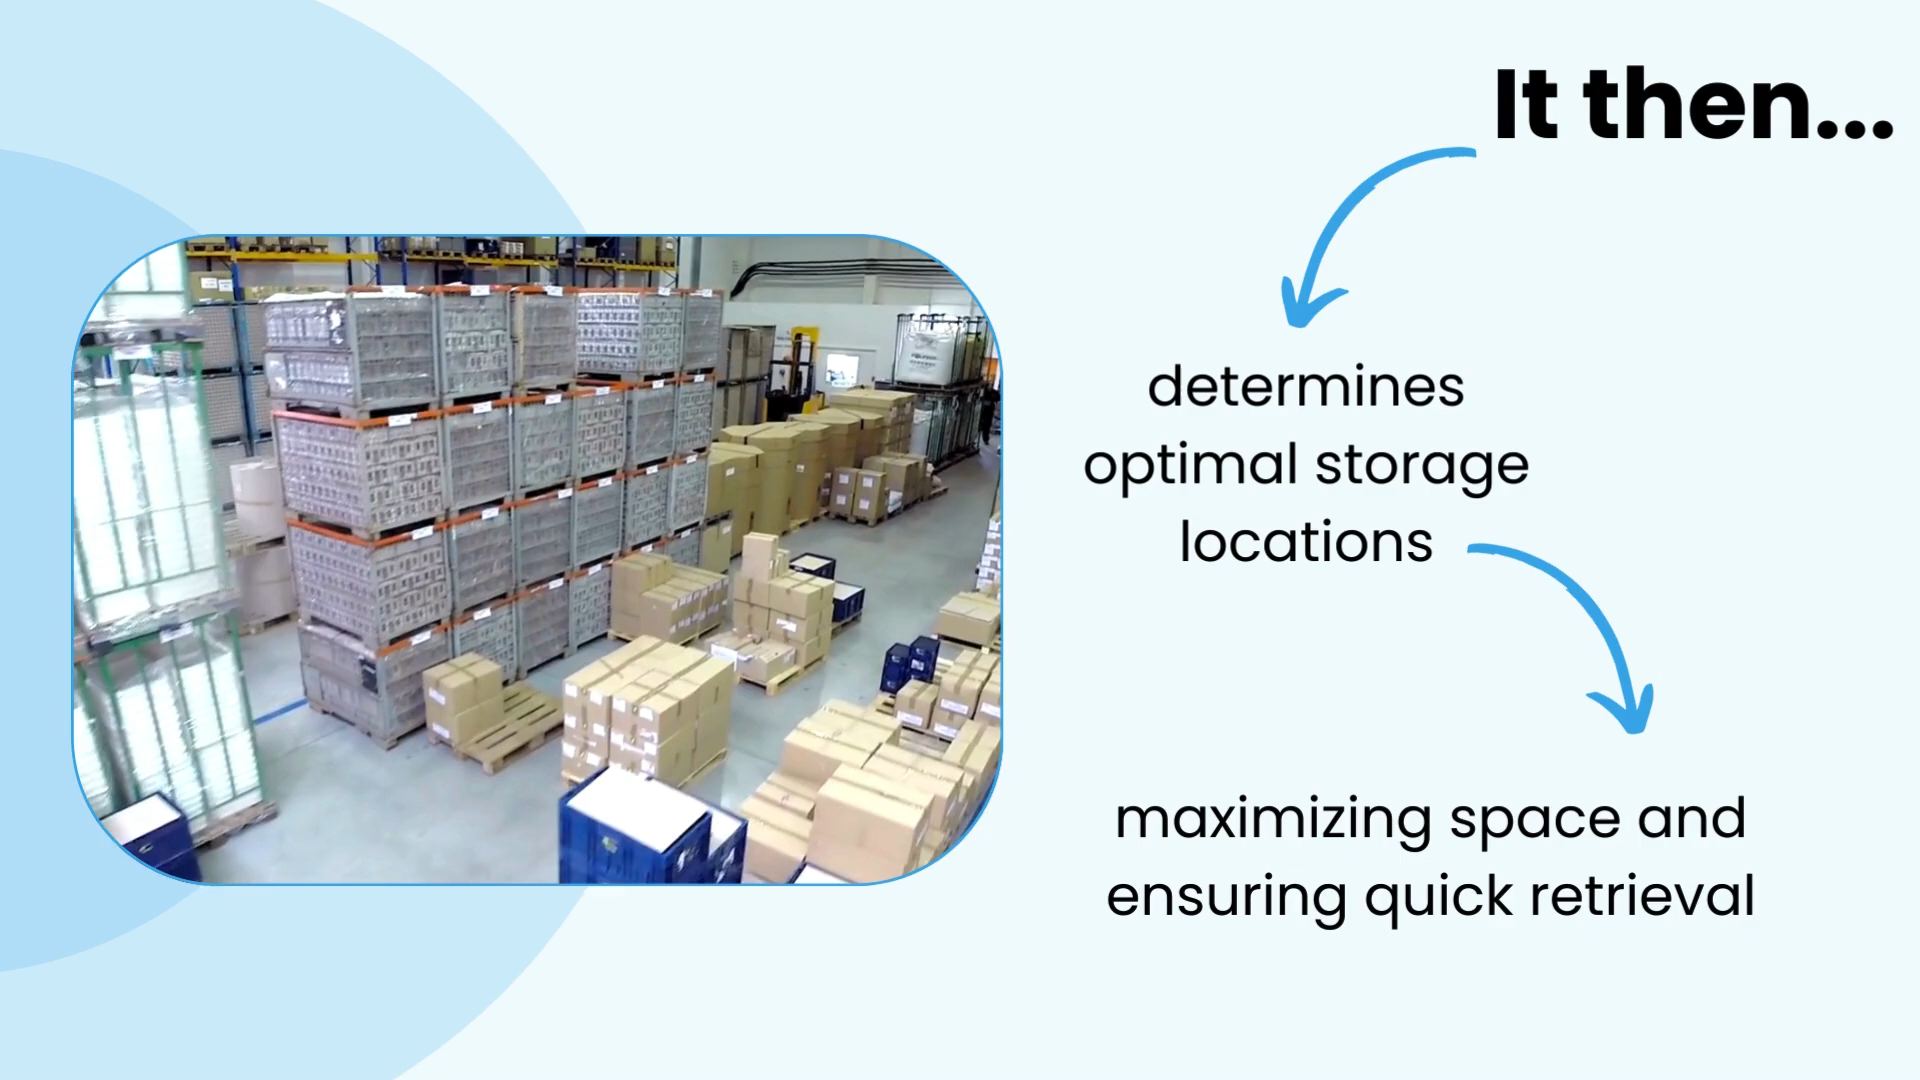 It then...
determines
optimal storage
locations
maximizing space and
ensuring quick retrieval